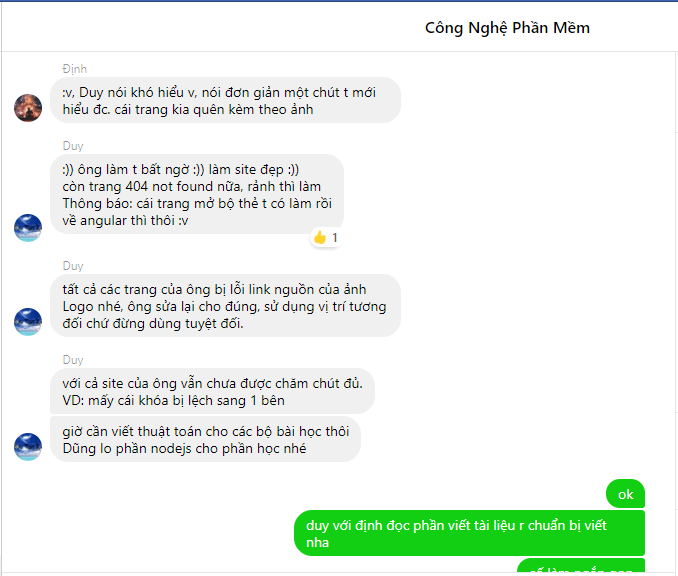 Công Nghệ Phần Mềm
Định
:v, Duy nói khó hiểu v, nói đơn giản một chút t mới
hiểu đc. cái trang kia quên kèm theo ảnh
Duy
:)) ông làm t bất ngờ :)) làm site đẹp :))
còn trang 404 not found nữa, rảnh thì làm
Thông báo: cái trang mở bộ thẻ t có làm rồi
về angular thì thôi :v
1
Duy
tất cả các trang của ông bị lỗi link nguồn của ảnh
Logo nhé, ông sửa lại cho đúng, sử dụng vị trí tương
đối chứ đừng dùng tuyệt đối.
Duy
với cả site của ông vẫn chưa được chăm chút đủ.
VD: mấy cái khóa bị lệch sang 1 bên
giờ cần viết thuật toán cho các bộ bài học thôi
Dũng lo phần nodejs cho phần học nhé
ok
duy với định đọc phần viết tài liệu r chuẩn bị viết
nha